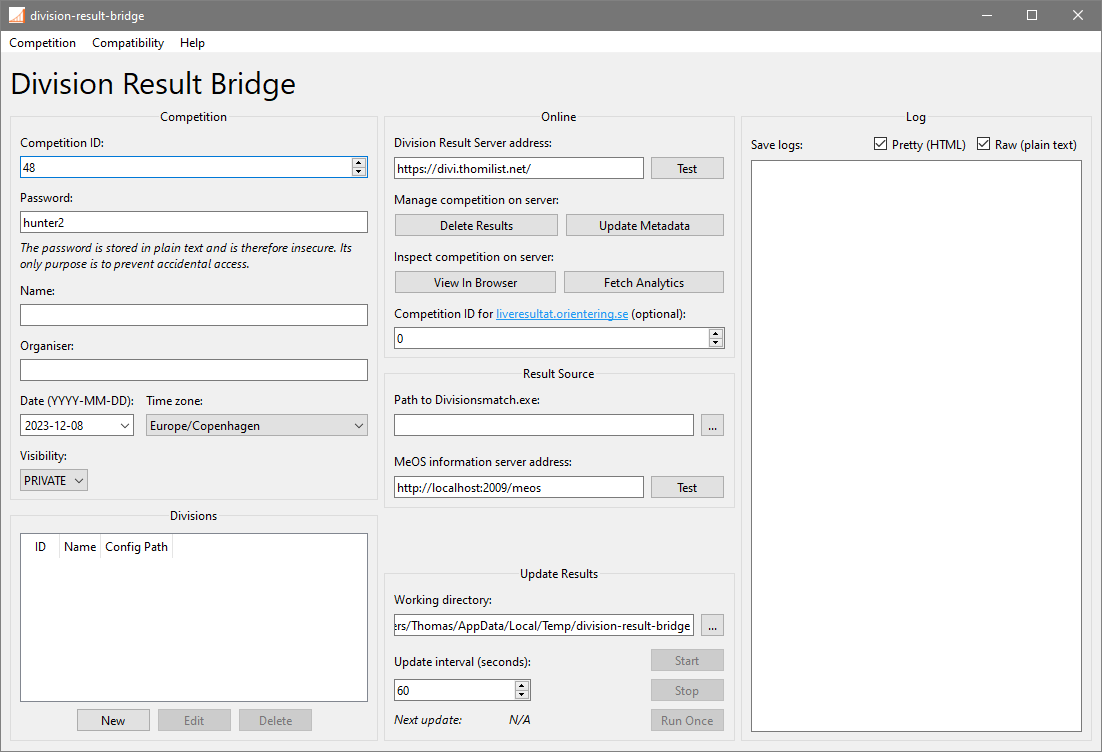 division-result-bridge
Competition Compatibility Help
Division Result Bridge
Competition
Competition ID:
48
Password:
hunter2
The password is stored in plain text and is therefore insecure. Its
only purpose is to prevent accidental access.
Name:
Organiser:
Date (YYYY-MM-DD): Time zone:
2023-12-08 Europe/Copenhagen
Visibility:
PRIVATE
Divisions
ID Name Config Path
New Edit Delete
Online
Division Result Server address:
https://divi.thomilist.net/ Test
Manage competition on server:
Delete Results Update Metadata
Inspect competition on server:
View In Browser Fetch Analytics
Competition ID for liveresultat.orientering.se (optional):
0
Result Source
Path to Divisionsmatch.exe:
...
MeOS information server address:
http://localhost:2009/meos Test
Update Results
Working directory:
ers/Thomas/AppData/Local/Temp/division-result-bridge ...
Update interval (seconds): Start
60 Stop
Next update: N/A Run Once
Log
Save logs: Pretty (HTML) Raw (plain text)